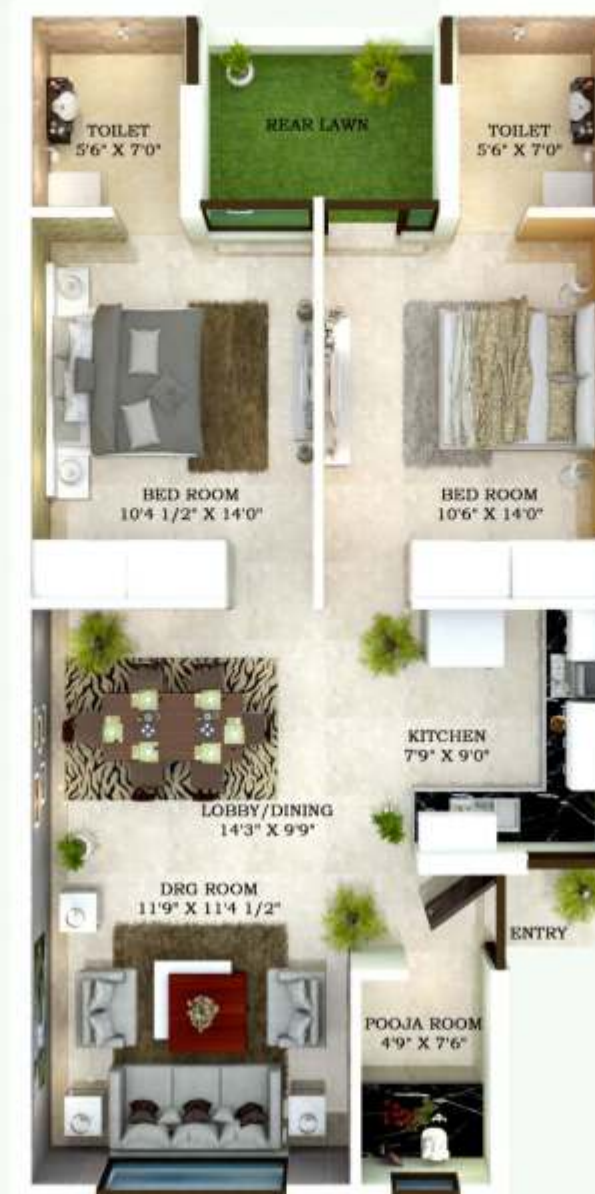 TOILET
5'6" X 7'0"
REAR LAWN
TOILET
5'6" X 7'0"
BED ROOM
10'4 1/2" X 14'0"
BED ROOM
10'6" X 14'0"
KITCHEN
7'9" X 9'0"
LOBBY/DINING
14'3" X 9'9"
DRG ROOM
11'9" X 11'4 1/2"
ENTRY
POOJA ROOM
4'9" X 7'6"